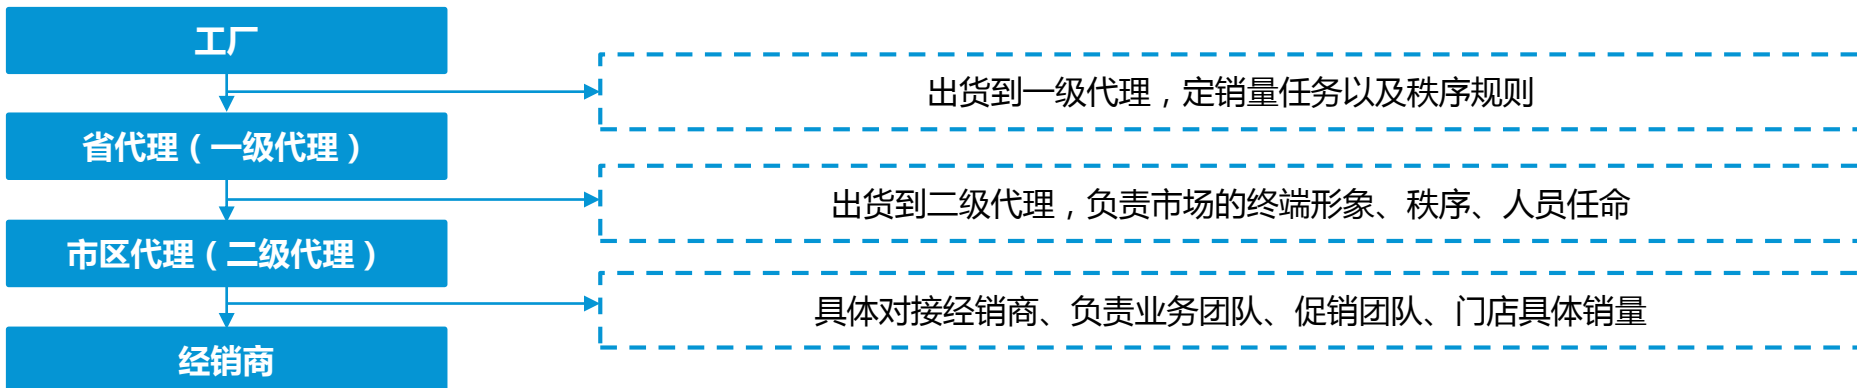 工厂
出货到一级代理，定销量任务以及秩序规则
省代理（一级代理）
出货到二级代理，负责市场的终端形象、秩序、人员任命
市区代理（二级代理）
具体对接经销商、负责业务团队、促销团队、门店具体销量
经销商